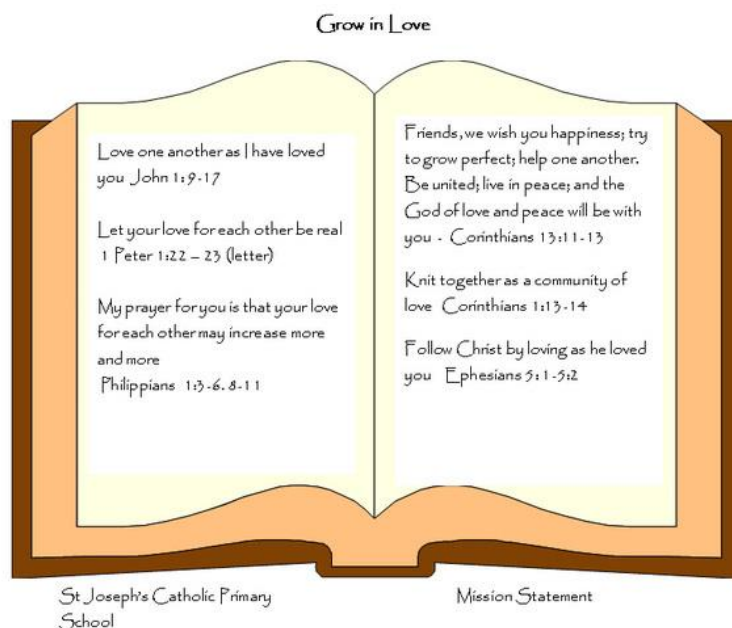 Grow in Love
Love one another as I have loved
you John 1:9-17
Let your love for each other be real
1 Peter 1:22 – 23 (letter)
My prayer for you is that your love
for each other may increase more
and more
Philippians 1:3-6. 8-11
Friends, we wish you happiness; try
to grow perfect; help one another.
Be united; live in peace; and the
God of love and peace will be with
you - Corinthians 13:11-13
Knit together as a community of
love Corinthians 1:13-14
Follow Christ by loving as he loved
you Ephesians 5:1-5:2
St Joseph's Catholic Primary
School
Mission Statement